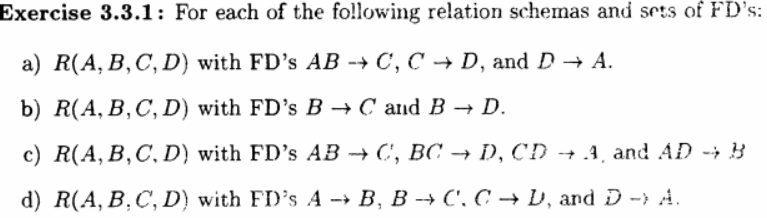 Exercise 3.3.1: For each of the following relation schemas and sets of FD's:
a) R(A, B, C, D) with FD's AB → C, C → D, and D → A.
b) R(A, B, C, D) with FD's B → C and B → D.
c) R(A, B, C, D) with FD's AB → C, BC → D, CD → A, and AD → B
d) R(A, B, C, D) with FD's A → B, B → C, C → D, and D → A.